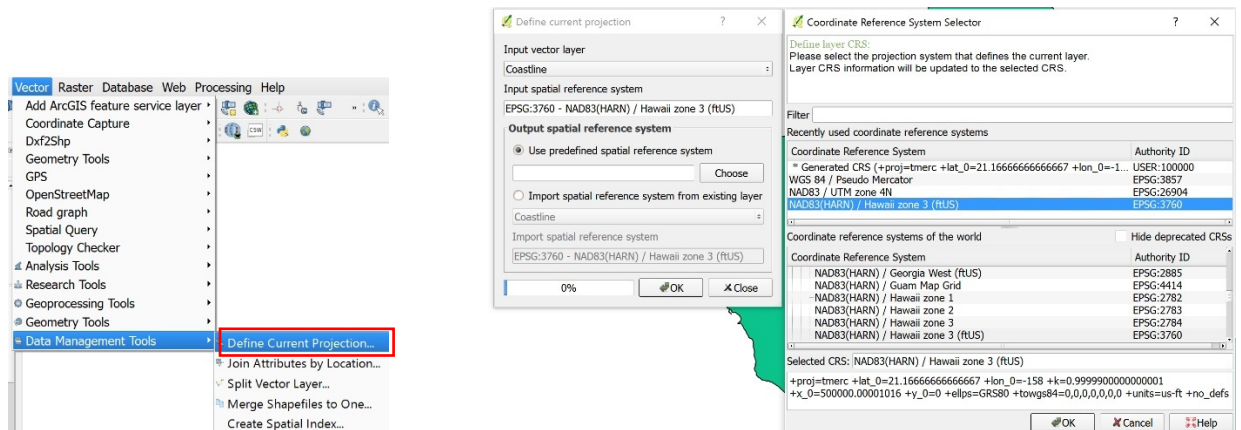 Vector Raster Database Web Processing Help
Add ArcGIS feature service layer
Coordinate Capture
Dxf2Shp
Geometry Tools
GPS
OpenStreetMap
Road graph
Spatial Query
Topology Checker
Analysis Tools
Research Tools
Geoprocessing Tools
Geometry Tools
Data Management Tools
CSW
Define Current Projection...
Join Attributes by Location...
Split Vector Layer...
Merge Shapefiles to One...
Create Spatial Index...
Define current projection ? ×
Input vector layer
Coastline
Input spatial reference system
EPSG:3760 - NAD83(HARN) / Hawaii zone 3 (ftUS)
Output spatial reference system
Use predefined spatial reference system
Choose
Import spatial reference system from existing layer
Coastline
Import spatial reference system
EPSG:3760 - NAD83(HARN) / Hawaii zone 3 (ftUS)
0% OK Close
Coordinate Reference System Selector ? ×
Define layer CRS:
Please select the projection system that defines the current layer.
Layer CRS information will be updated to the selected CRS.
Filter
Recently used coordinate reference systems
Coordinate Reference System Authority ID
* Generated CRS (+proj=tmerc +lat_0=21.16666666666667 +lon_0=-1... USER:100000
WGS 84 / Pseudo Mercator EPSG:3857
NAD83 / UTM zone 4N EPSG:26904
NAD83(HARN) / Hawaii zone 3 (ftUS) EPSG:3760
Coordinate reference systems of the world Hide deprecated CRSs
Coordinate Reference System Authority ID
NAD83(HARN) / Georgia West (ftUS) EPSG:2885
NAD83(HARN) / Guam Map Grid EPSG:4414
NAD83(HARN) / Hawaii zone 1 EPSG:2782
NAD83(HARN) / Hawaii zone 2 EPSG:2783
NAD83(HARN) / Hawaii zone 3 EPSG:2784
NAD83(HARN) / Hawaii zone 3 (ftUS) EPSG:3760
Selected CRS: NAD83(HARN) / Hawaii zone 3 (ftUS)
+proj=tmerc +lat_0=21.16666666666667 +lon_0=-158 +k=0.9999900000000001
+x_0=500000.00001016 +y_0=0 +ellps=GRS80 +towgs84=0,0,0,0,0,0,0 +units=us-ft +no_defs
OK Cancel Help